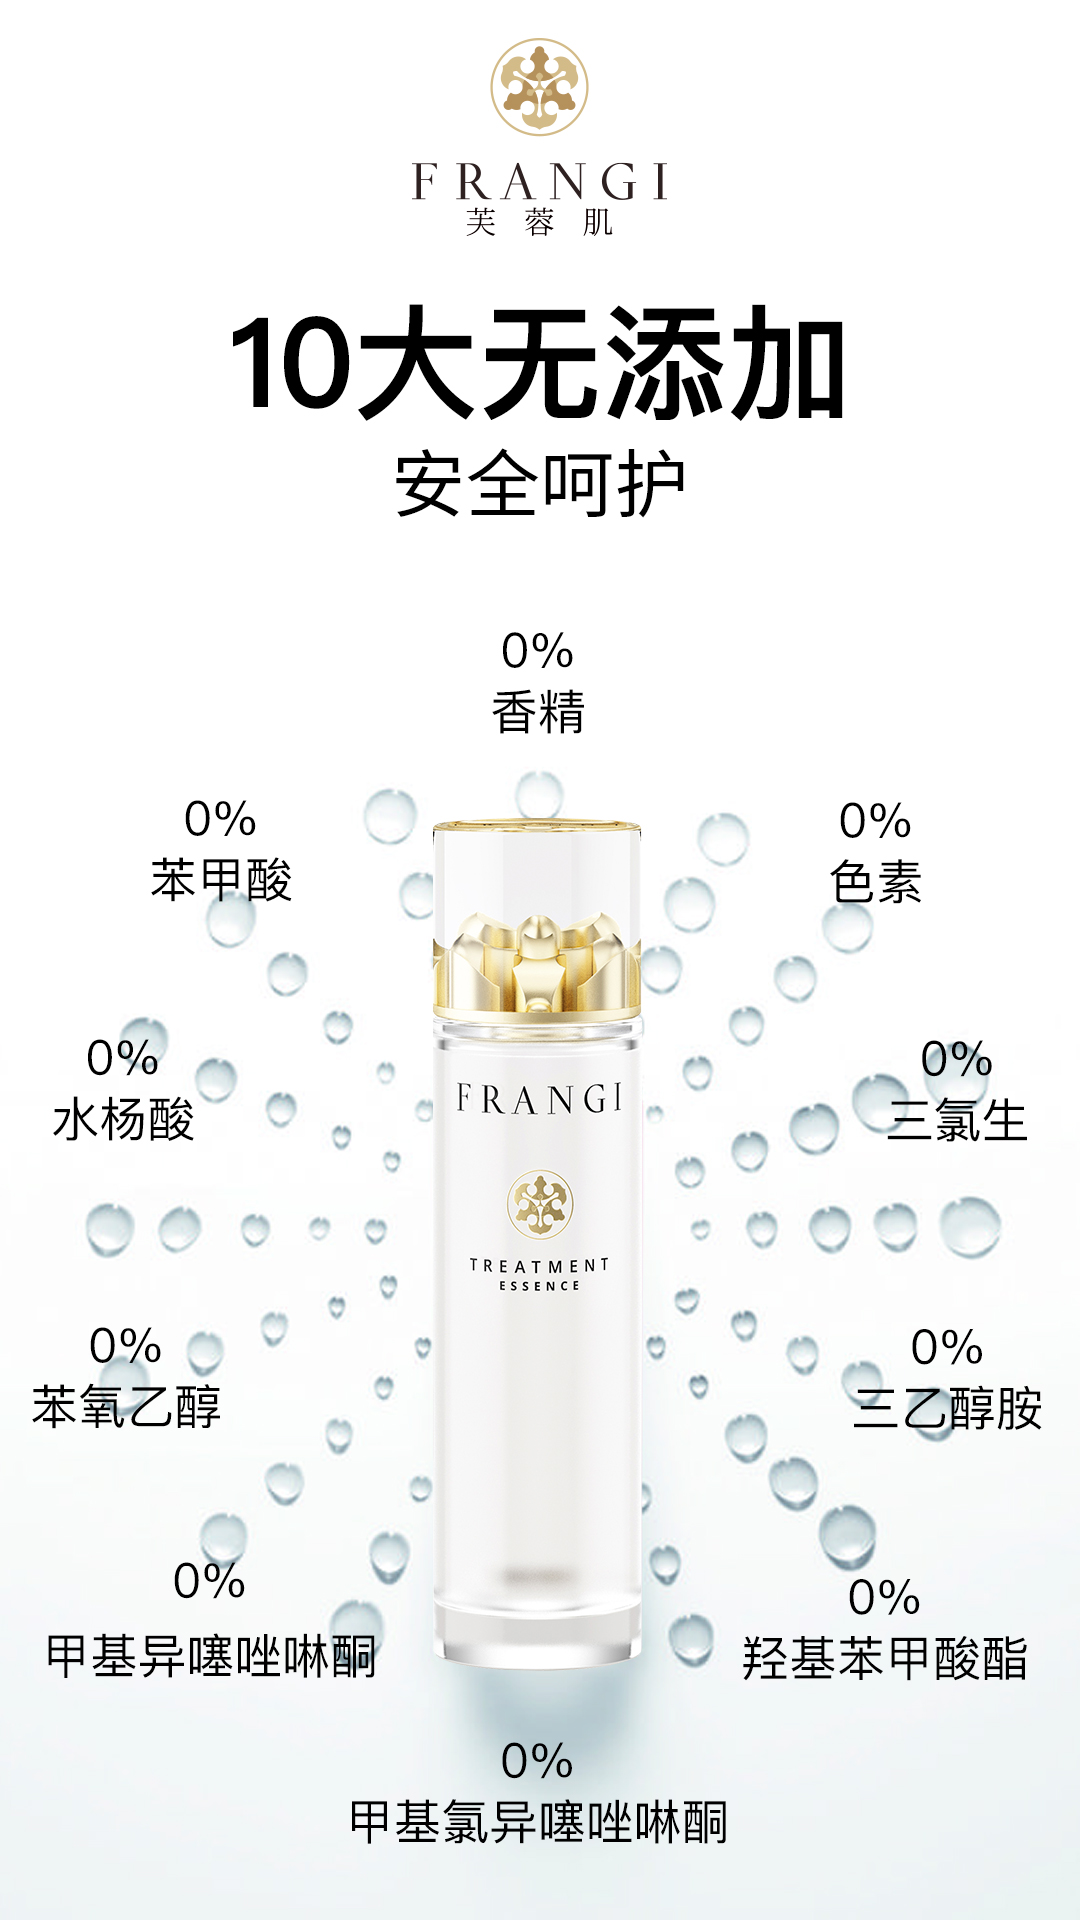 FRANGI
芙蓉肌
10大无添加
安全呵护
0%
香精
0%
苯甲酸
0%
色素
0%
水杨酸
0%
三氯生
FRANGI
TREATMENT
ESSENCE
0%
苯氧乙醇
0%
三乙醇胺
0%
甲基异噻唑啉酮
0%
羟基苯甲酸酯
0%
甲基氯异噻唑啉酮